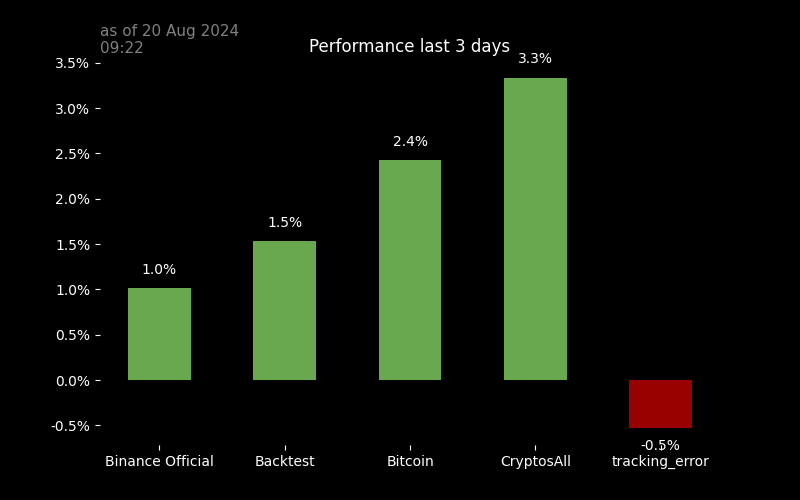 as of 20 Aug 2024
09:22
Performance last 3 days
3.5%
3.0%
2.5%
2.0%
1.5%
1.0%
0.5%
0.0%
-0.5%
1.0%
1.5%
2.4%
3.3%
-0.5%
Binance Official
Backtest
Bitcoin
CryptosAll
tracking_error